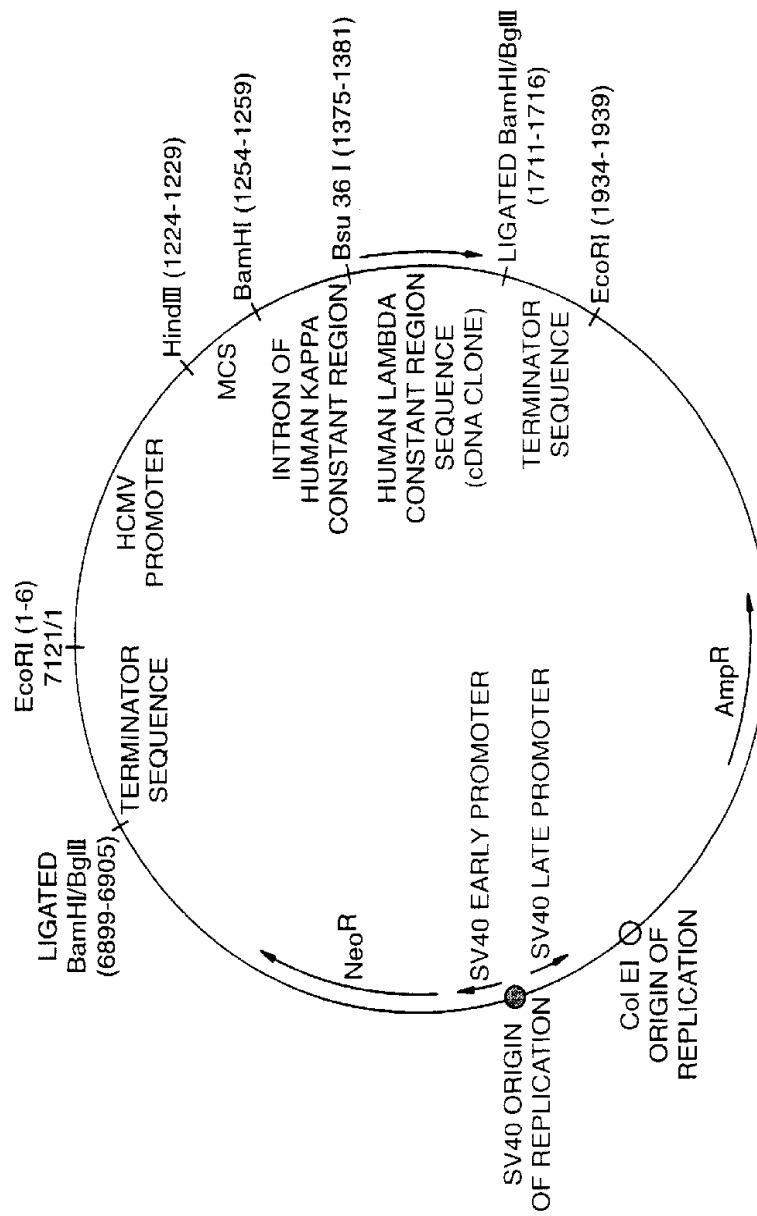 EcoRI (1-6)
7121/1
HCMV
PROMOTER
HindIII (1224-1229)
MCS
BamHI (1254-1259)
INTRON OF
HUMAN KAPPA
CONSTANT REGION
Bsu 36 I (1375-1381)
HUMAN LAMBDA
CONSTANT REGION
SEQUENCE
(cDNA CLONE)
LIGATED BamHI/BglII
(1711-1716)
TERMINATOR
SEQUENCE
EcoRI (1934-1939)
AmpR
Col EI
ORIGIN OF
REPLICATION
SV40 LATE PROMOTER
SV40 EARLY PROMOTER
SV40 ORIGIN
OF REPLICATION
NeoR
LIGATED
BamHI/BglII
(6899-6905)
TERMINATOR
SEQUENCE